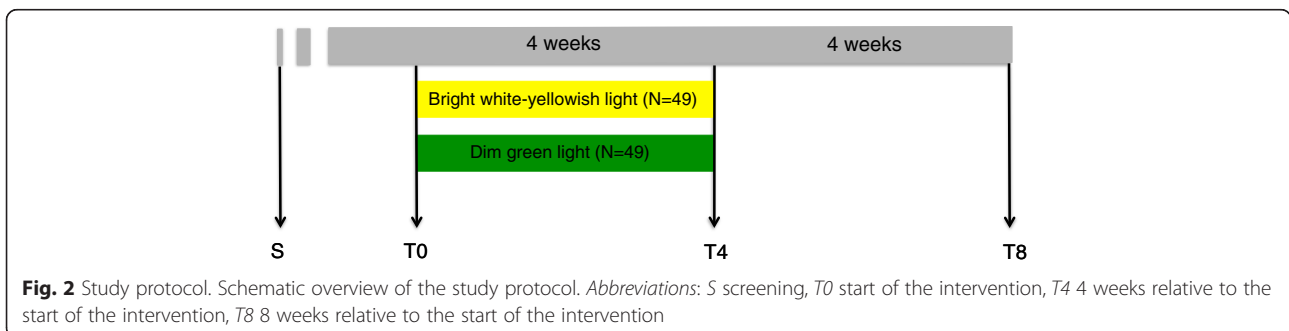 4 weeks 4 weeks
Bright white-yellowish light (N=49)
Dim green light (N=49)
S T0 T4 T8
Fig. 2 Study protocol. Schematic overview of the study protocol. Abbreviations: S screening, T0 start of the intervention, T4 4 weeks relative to the
start of the intervention, T8 8 weeks relative to the start of the intervention